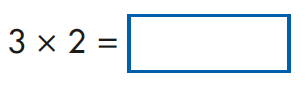 3 × 2 =